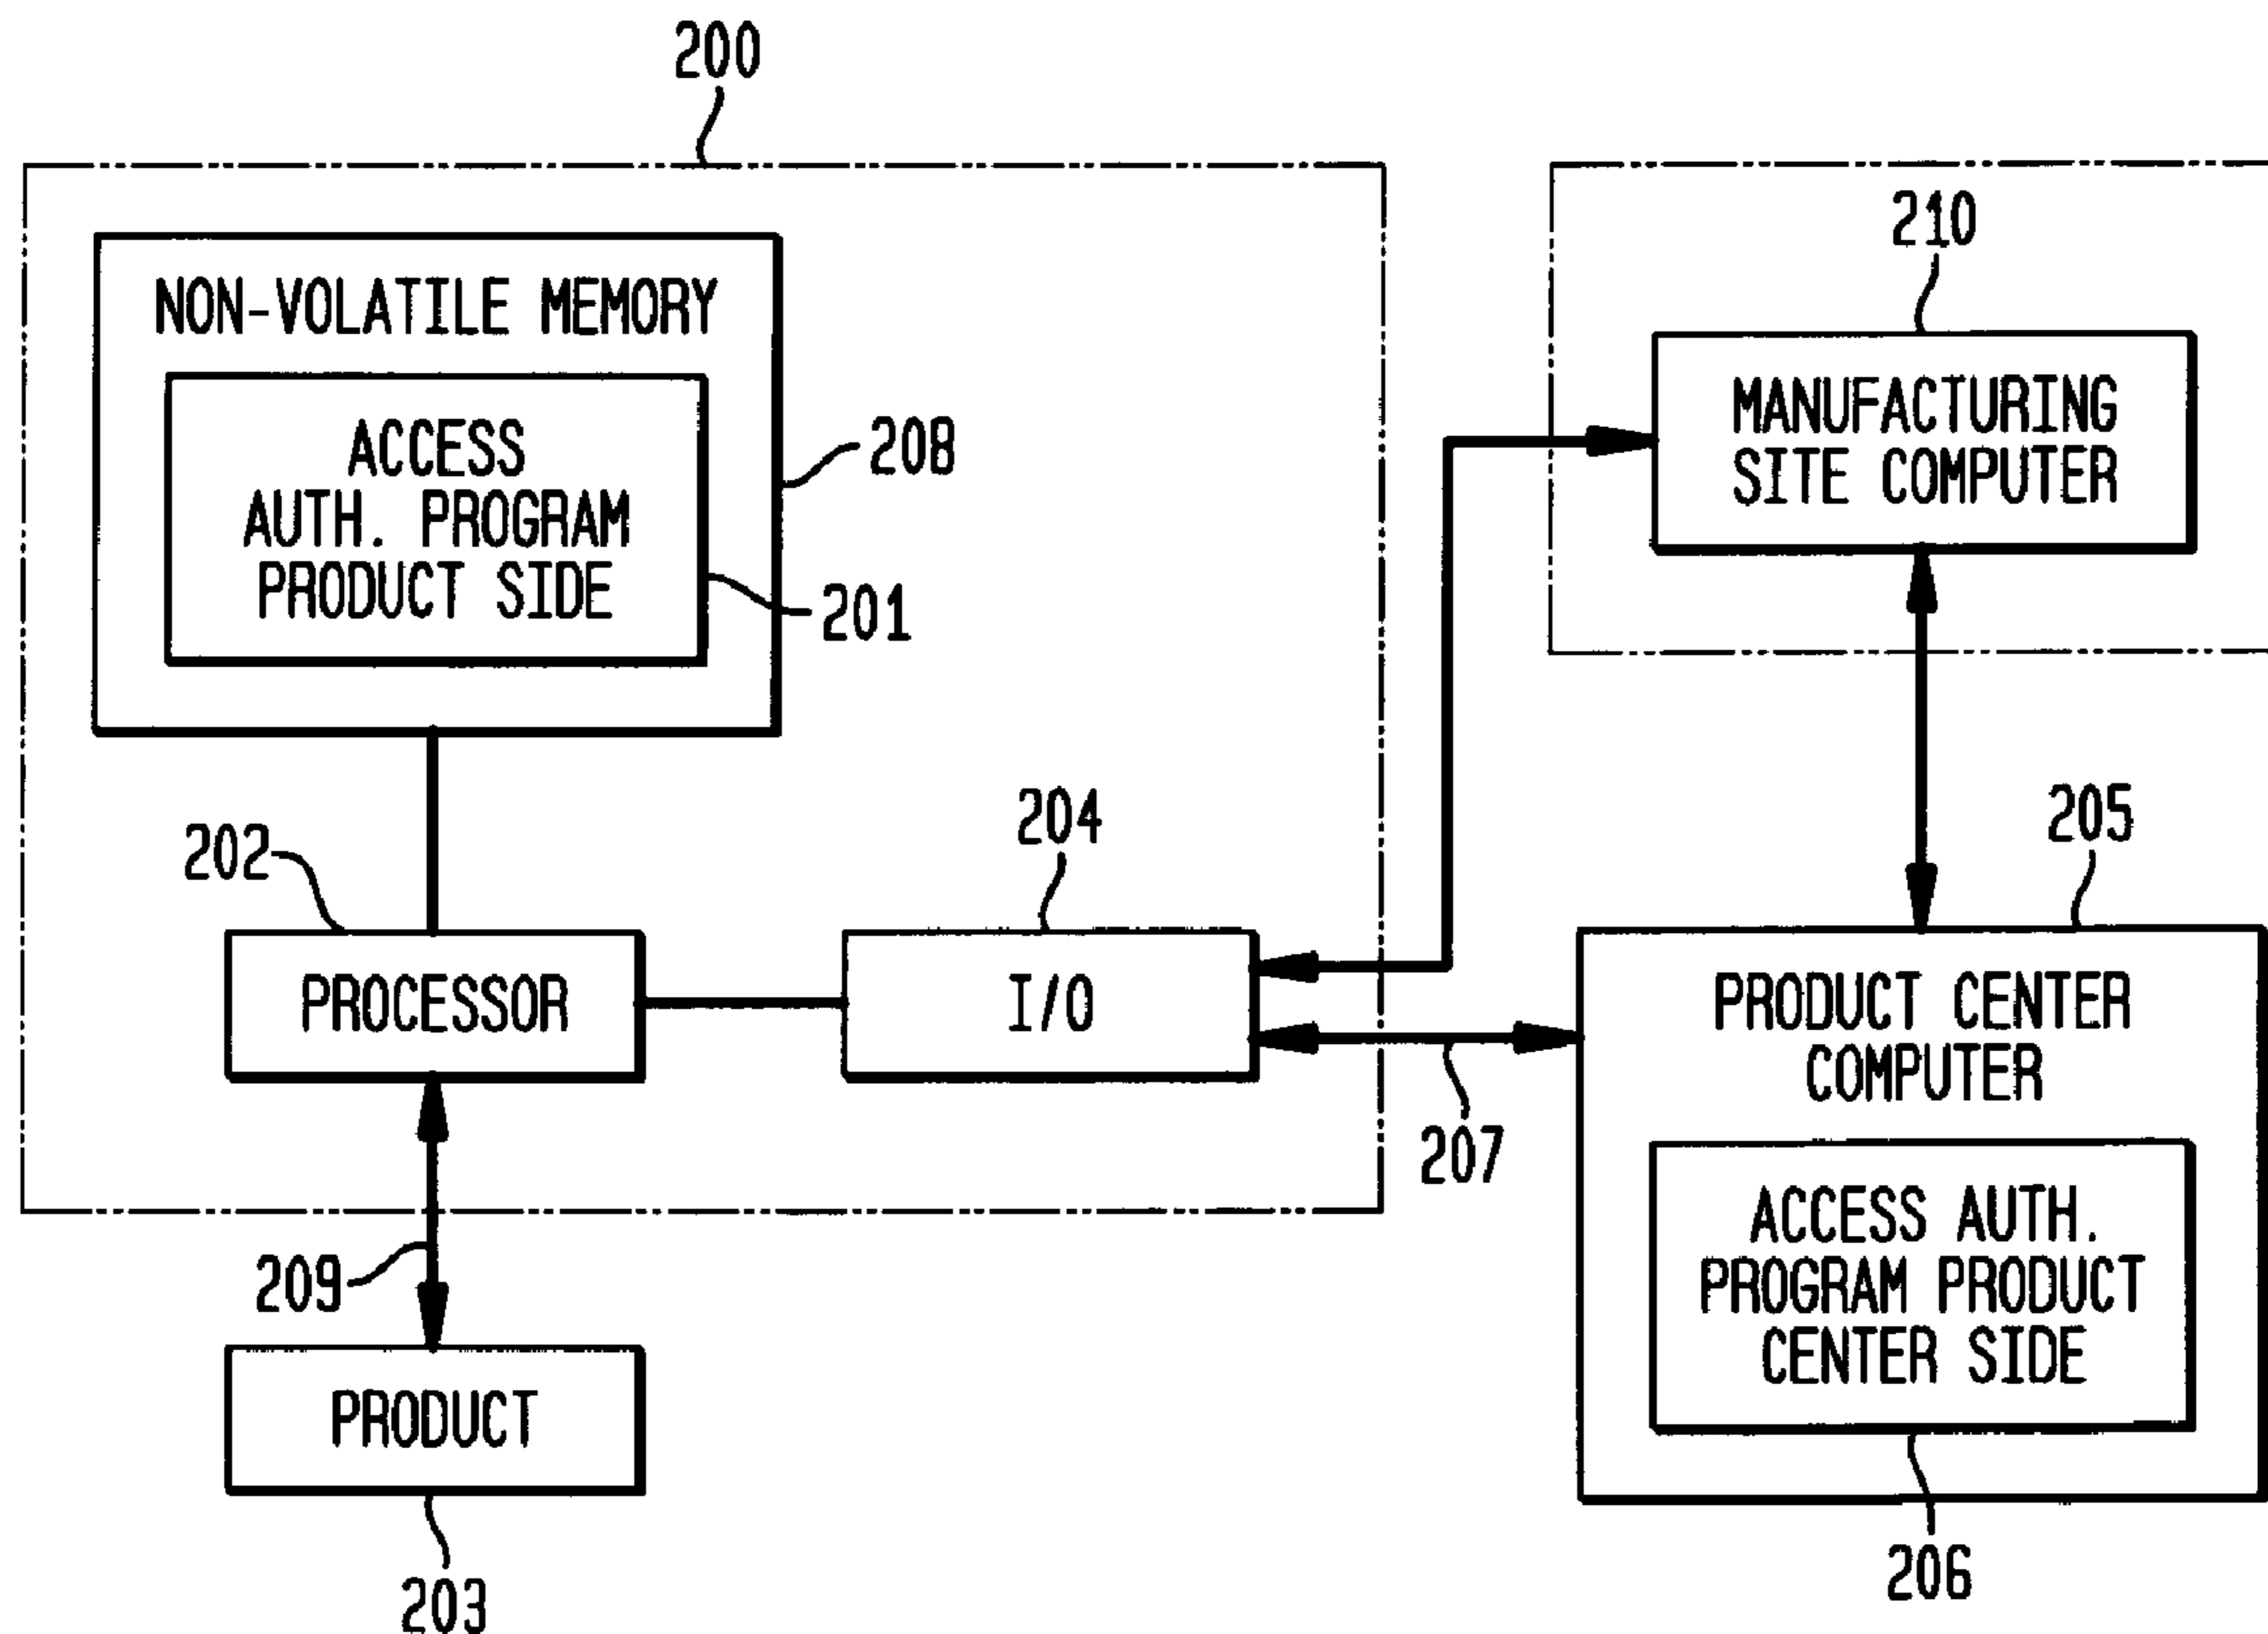 200
210
NON-VOLATILE MEMORY
ACCESS
AUTH. PROGRAM
PRODUCT SIDE
208
201
MANUFACTURING
SITE COMPUTER
202
204
205
PROCESSOR
I/O
PRODUCT CENTER
COMPUTER
207
209
ACCESS AUTH.
PROGRAM PRODUCT
CENTER SIDE
PRODUCT
203
206